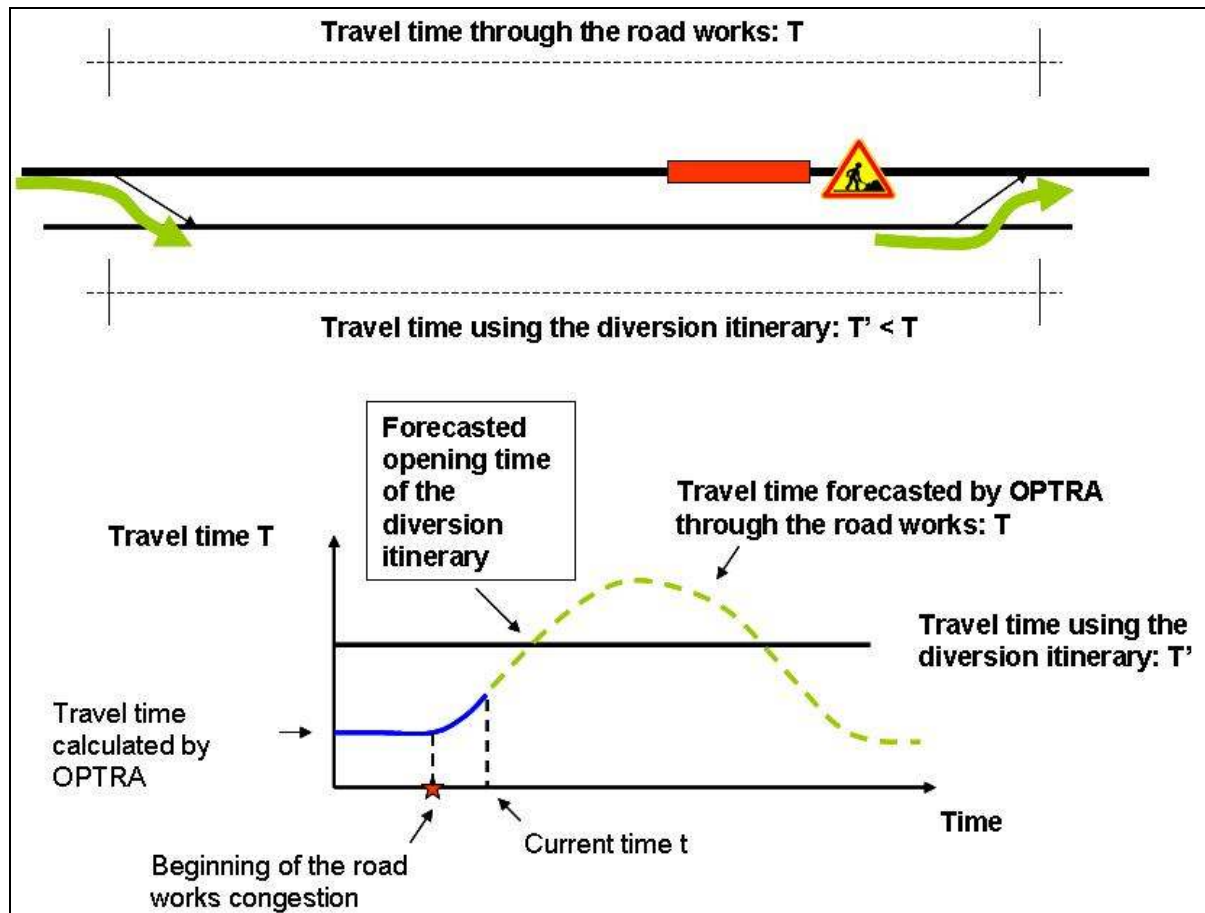 Travel time through the road works: T
Travel time using the diversion itinerary: T' < T
Forecasted
opening time
of the
diversion
itinerary
Travel time forecasted by OPTRA
through the road works: T
Travel time T
Travel time using the
diversion itinerary: T'
Travel time
calculated by
OPTRA
Time
Current time t
Beginning of the road
works congestion